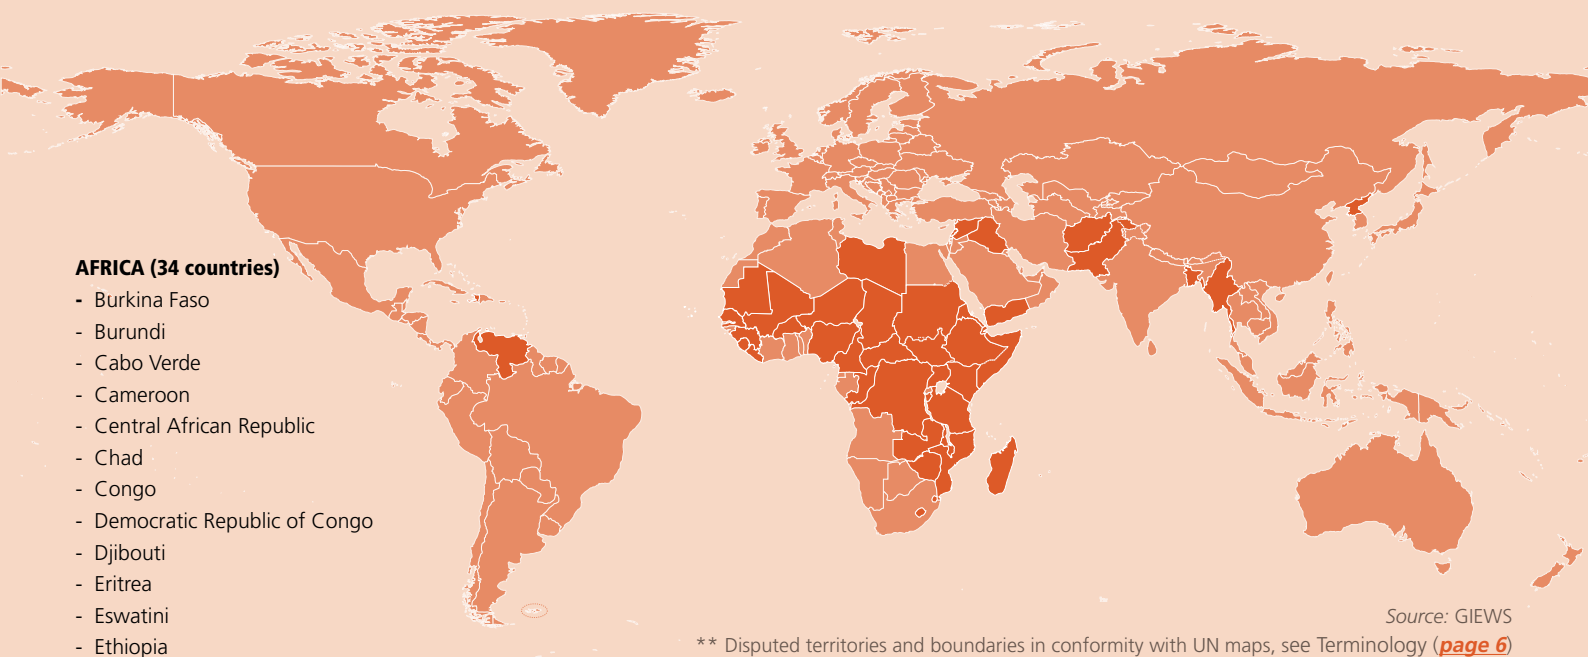 AFRICA (34 countries)
- Burkina Faso
- Burundi
- Cabo Verde
- Cameroon
- Central African Republic
- Chad
- Congo
- Democratic Republic of Congo
- Djibouti
- Eritrea
- Eswatini
- Ethiopia
Source: GIEWS
** Disputed territories and boundaries in conformity with UN maps, see Terminology (page 6)